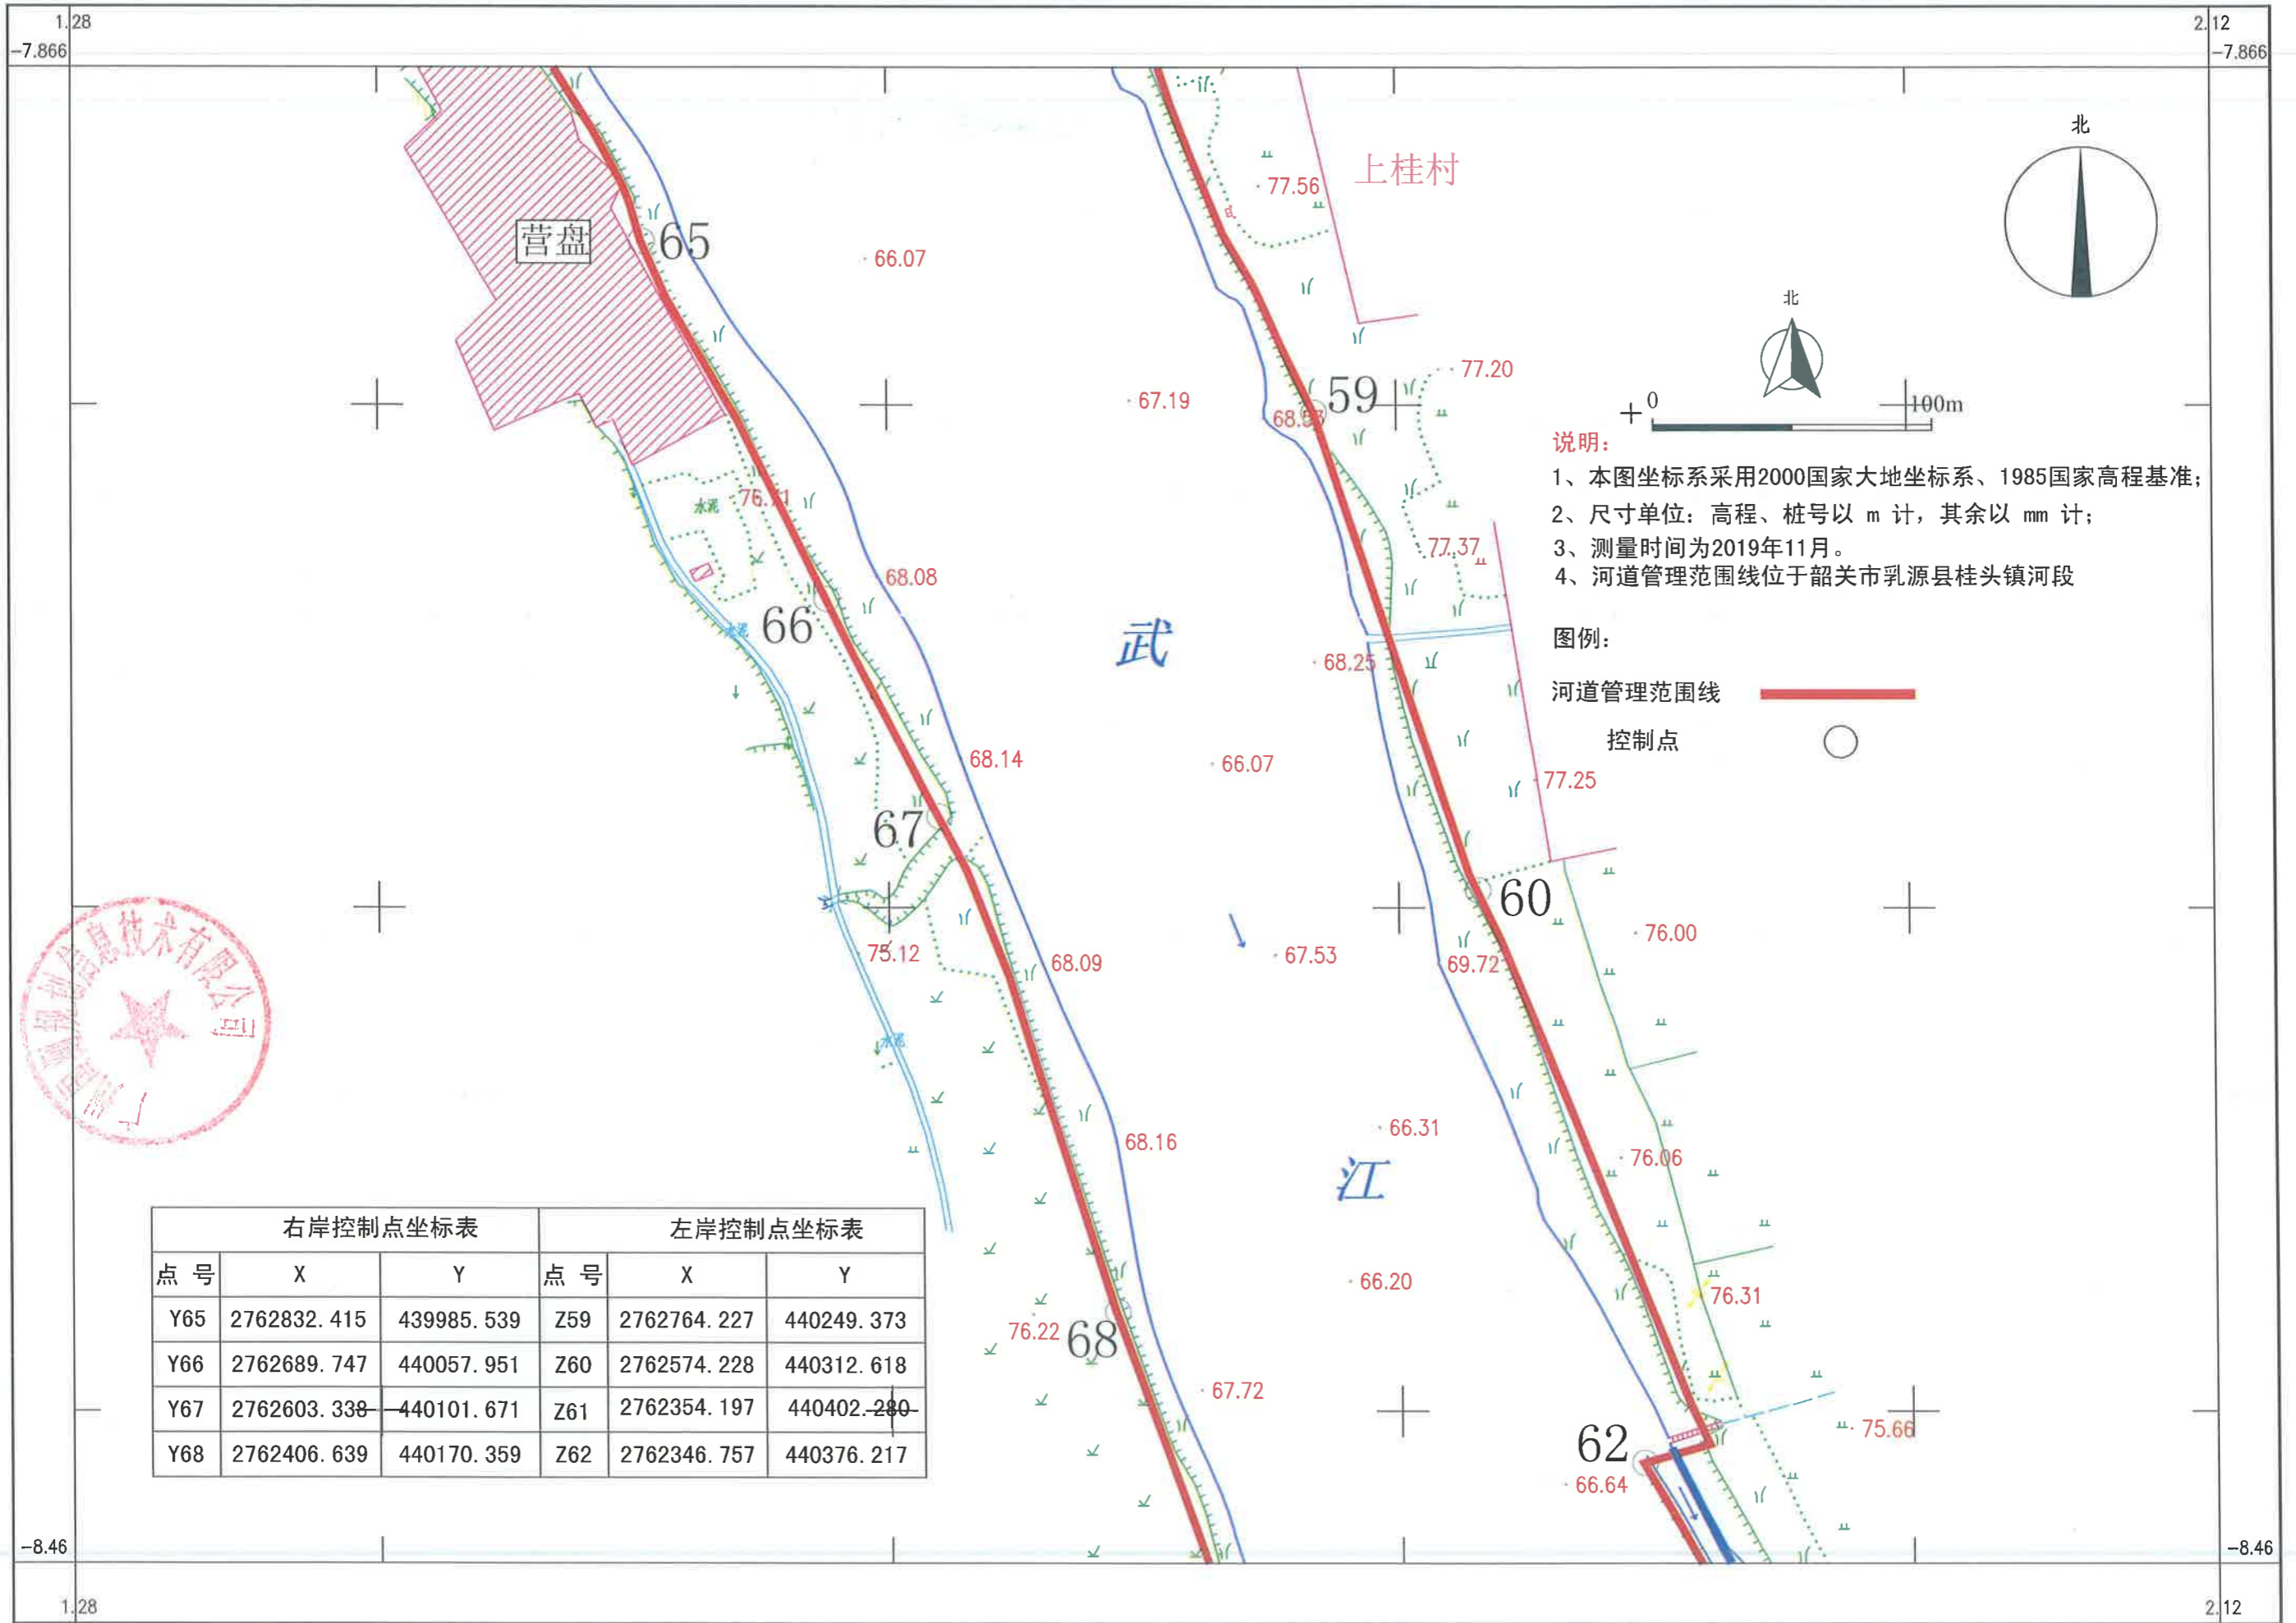 1.28
2.12
-7.866
-7.866
北
上桂村
77.56
营盘
65
66.07
北
77.20
67.19
59
68.53
0
100m
说明：
1、本图坐标系采用2000国家大地坐标系、1985国家高程基准；
2、尺寸单位：高程、桩号以 m 计，其余以 mm 计；
3、测量时间为2019年11月。
4、河道管理范围线位于韶关市乳源县桂头镇河段
76.71
水泥
77.37
68.08
66
水泥
武
68.25
图例：
河道管理范围线
控制点
68.14
66.07
77.25
67
60
76.00
75.12
68.09
67.53
69.72
水泥
68.16
66.31
76.06
江
66.20
76.31
76.22
68
67.72
75.66
62
66.64
右岸控制点坐标表 左岸控制点坐标表
点 号 X Y 点 号 X Y
Y65 2762832.415 439985.539 Z59 2762764.227 440249.373
Y66 2762689.747 440057.951 Z60 2762574.228 440312.618
Y67 2762603.338 440101.671 Z61 2762354.197 440402.280
Y68 2762406.639 440170.359 Z62 2762346.757 440376.217
-8.46
-8.46
1.28
2.12